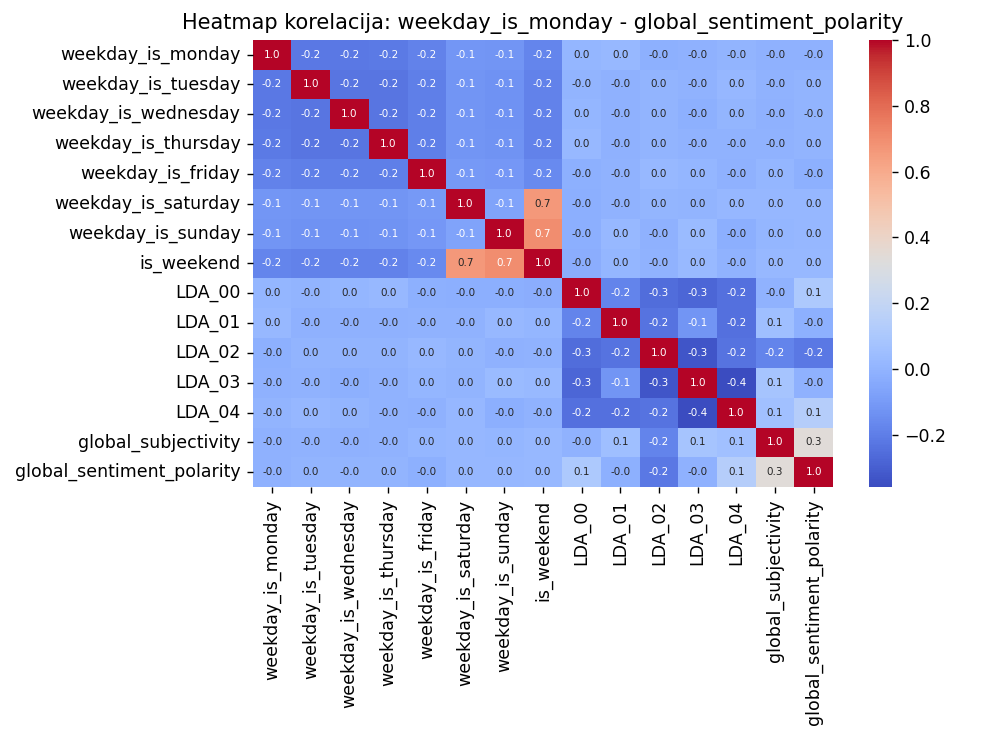 Heatmap korelacija: weekday_is_monday - global_sentiment_polarity
weekday_is_monday 1.0 -0.2 -0.2 -0.2 -0.2 -0.1 -0.1 -0.2 0.0 0.0 -0.0 -0.0 -0.0 -0.0 -0.0
weekday_is_tuesday -0.2 1.0 -0.2 -0.2 -0.2 -0.1 -0.1 -0.2 -0.0 -0.0 0.0 -0.0 0.0 -0.0 0.0
weekday_is_wednesday -0.2 -0.2 1.0 -0.2 -0.2 -0.1 -0.1 -0.2 0.0 -0.0 0.0 -0.0 0.0 -0.0 -0.0
weekday_is_thursday -0.2 -0.2 -0.2 1.0 -0.2 -0.1 -0.1 -0.2 0.0 -0.0 0.0 -0.0 0.0 -0.0 -0.0
weekday_is_friday -0.2 -0.2 -0.2 -0.2 1.0 -0.1 -0.1 -0.2 -0.0 -0.0 0.0 0.0 -0.0 0.0 -0.0
weekday_is_saturday -0.1 -0.1 -0.1 -0.1 -0.1 1.0 -0.1 0.7 -0.0 -0.0 0.0 0.0 0.0 0.0 0.0
weekday_is_sunday -0.1 -0.1 -0.1 -0.1 -0.1 -0.1 1.0 0.7 -0.0 0.0 -0.0 0.0 -0.0 0.0 0.0
is_weekend -0.2 -0.2 -0.2 -0.2 -0.2 0.7 0.7 1.0 -0.0 0.0 -0.0 0.0 -0.0 0.0 0.0
LDA_00 0.0 -0.0 0.0 0.0 -0.0 -0.0 -0.0 -0.0 1.0 -0.2 -0.3 -0.3 -0.2 -0.0 0.1
LDA_01 0.0 -0.0 -0.0 -0.0 -0.0 -0.0 0.0 0.0 -0.2 1.0 -0.2 -0.1 -0.2 0.1 -0.0
LDA_02 -0.0 0.0 0.0 0.0 0.0 0.0 -0.0 -0.0 -0.3 -0.2 1.0 -0.3 -0.2 -0.2 -0.2
LDA_03 -0.0 -0.0 -0.0 -0.0 0.0 0.0 0.0 0.0 -0.3 -0.1 -0.3 1.0 -0.4 0.1 -0.0
LDA_04 -0.0 0.0 0.0 0.0 -0.0 0.0 -0.0 -0.0 -0.2 -0.2 -0.2 -0.4 1.0 0.1 0.1
global_subjectivity -0.0 -0.0 -0.0 -0.0 0.0 0.0 0.0 0.0 -0.0 0.1 -0.2 0.1 0.1 1.0 0.3
global_sentiment_polarity -0.0 0.0 -0.0 -0.0 -0.0 0.0 0.0 0.0 0.1 -0.0 -0.2 -0.0 0.1 0.3 1.0
weekday_is_monday
weekday_is_tuesday
weekday_is_wednesday
weekday_is_thursday
weekday_is_friday
weekday_is_saturday
weekday_is_sunday
is_weekend
LDA_00
LDA_01
LDA_02
LDA_03
LDA_04
global_subjectivity
global_sentiment_polarity
1.0
0.8
0.6
0.4
0.2
0.0
−0.2